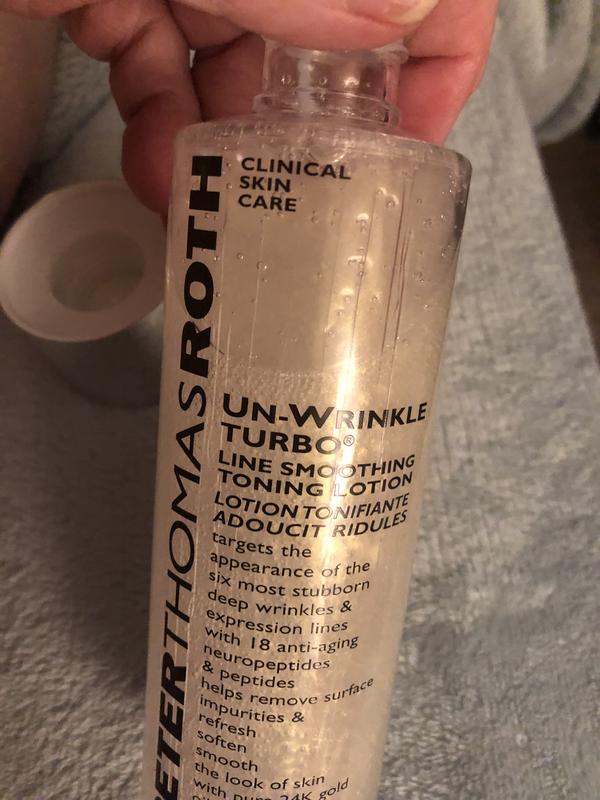 CLINICAL
SKIN
CARE
PETERTHOMASROTH
UN-WRINKLE
TURBO®
LINE SMOOTHING
TONING LOTION
LOTION TONIFIANTE
ADOUCIT RIDULES
targets the
appearance of the
six most stubborn
deep wrinkles &
expression lines
with 18 anti-aging
neuropeptides
& peptides
helps remove surface
impurities &
refresh
soften
smooth
the look of skin
with pure 24K gold